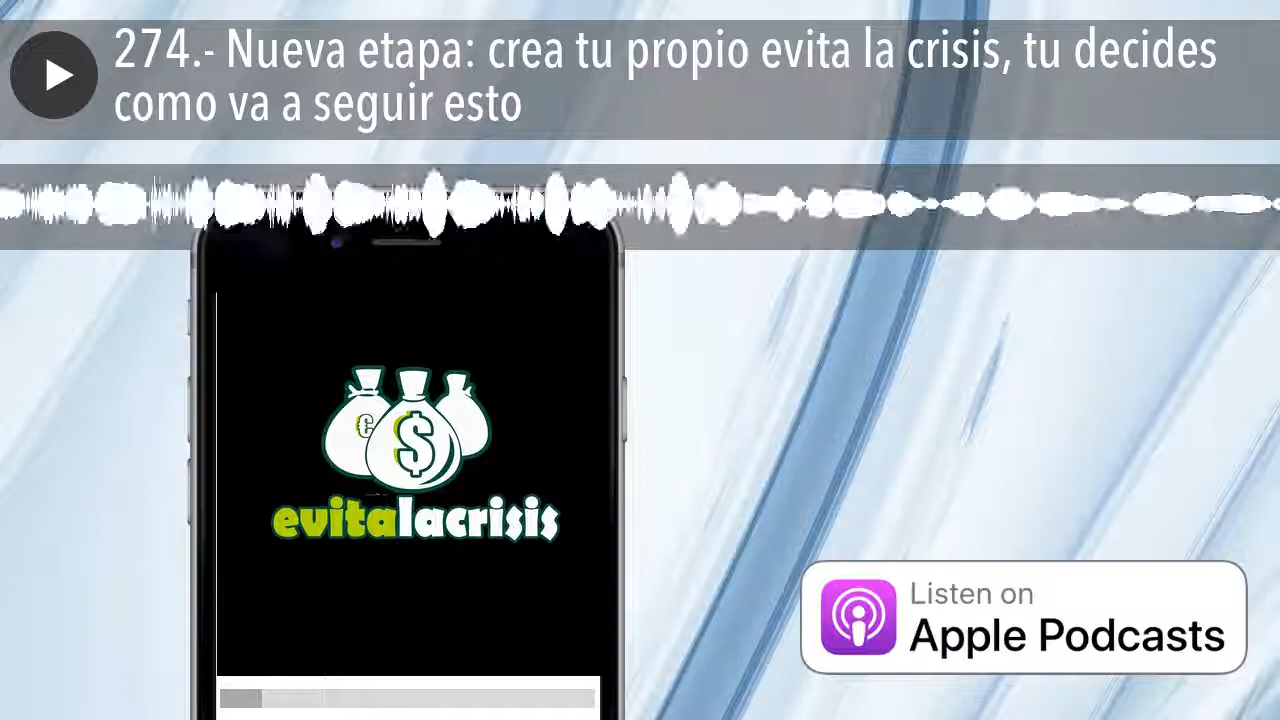 274.- Nueva etapa: crea tu propio evita la crisis, tu decides
como va a seguir esto
€
$
evitalacrisis
Listen on
Apple Podcasts